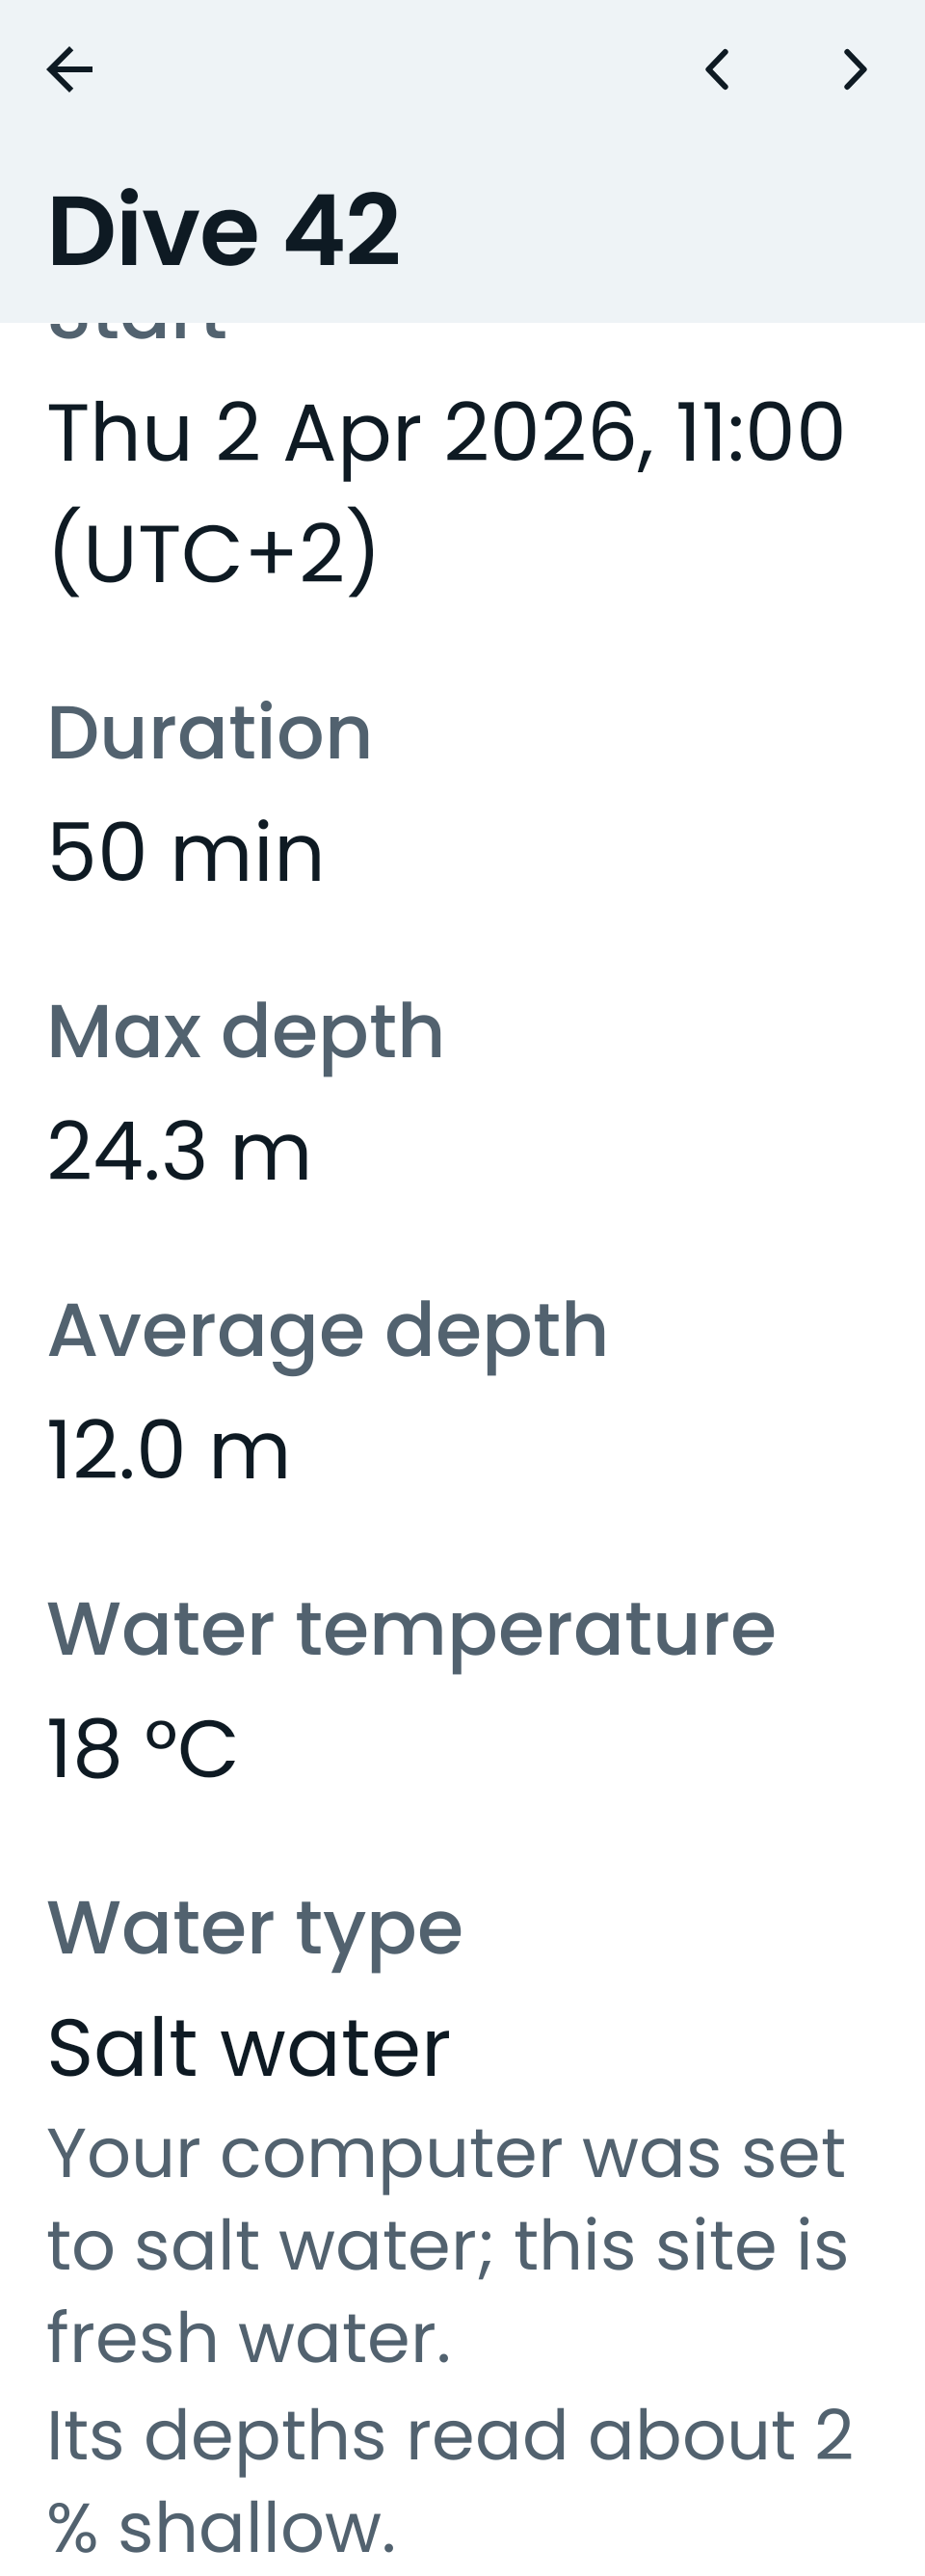 Dive 42
Start
Thu 2 Apr 2026, 11:00
(UTC+2)
Duration
50 min
Max depth
24.3 m
Average depth
12.0 m
Water temperature
18 °C
Water type
Salt water
Your computer was set
to salt water; this site is
fresh water.
Its depths read about 2
% shallow.